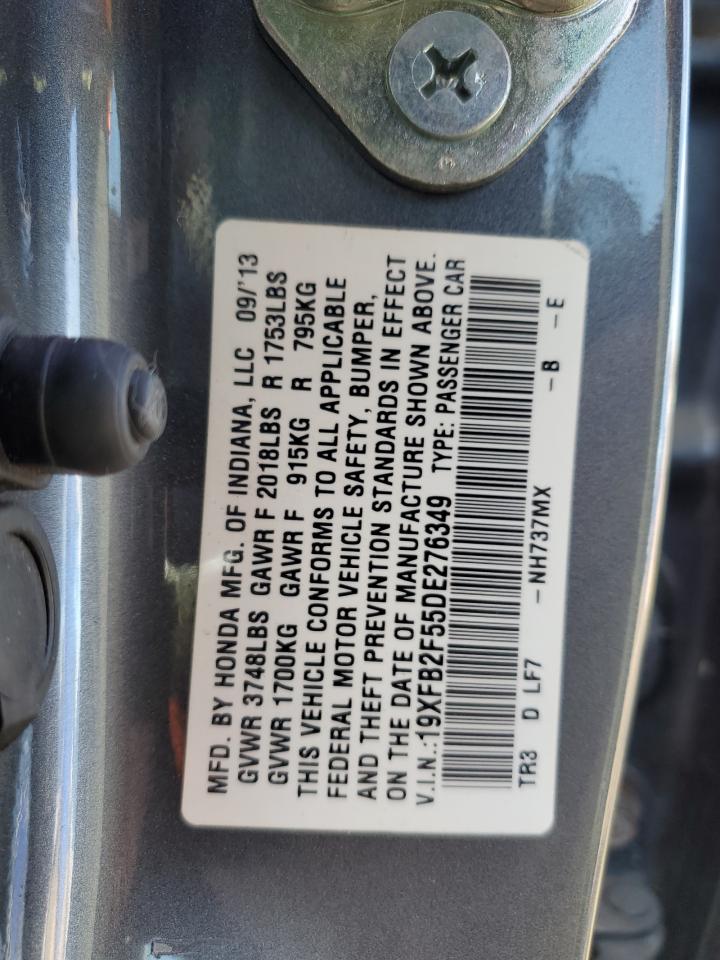 MFD. BY HONDA MFG. OF INDIANA, LLC 09/'13
GVWR 3748LBS GAWR F 2018LBS R 1753LBS
GVWR 1700KG GAWR F 915KG R 795KG
THIS VEHICLE CONFORMS TO ALL APPLICABLE
FEDERAL MOTOR VEHICLE SAFETY, BUMPER,
AND THEFT PREVENTION STANDARDS IN EFFECT
ON THE DATE OF MANUFACTURE SHOWN ABOVE.
V.I.N.:19XFB2F55DE276349 TYPE: PASSENGER CAR
TR3 D LF7 -NH737MX -B -E